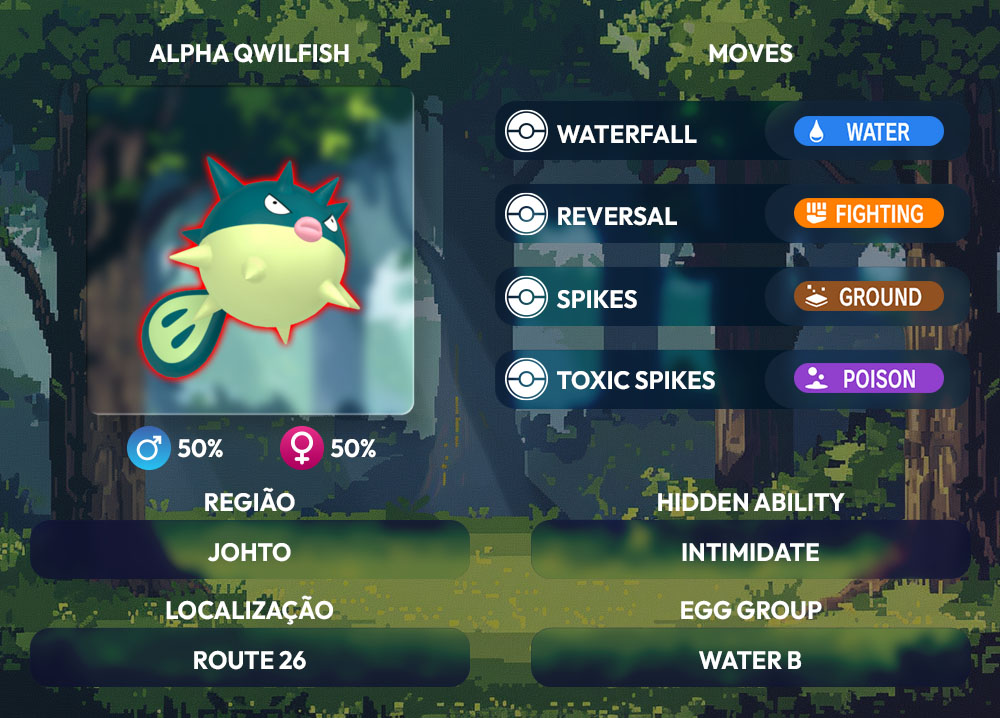 ALPHA QWILFISH
50% 50%
REGIÃO
JOHTO
LOCALIZAÇÃO
ROUTE 26
MOVES
WATERFALL WATER
REVERSAL FIGHTING
SPIKES GROUND
TOXIC SPIKES POISON
HIDDEN ABILITY
INTIMIDATE
EGG GROUP
WATER B